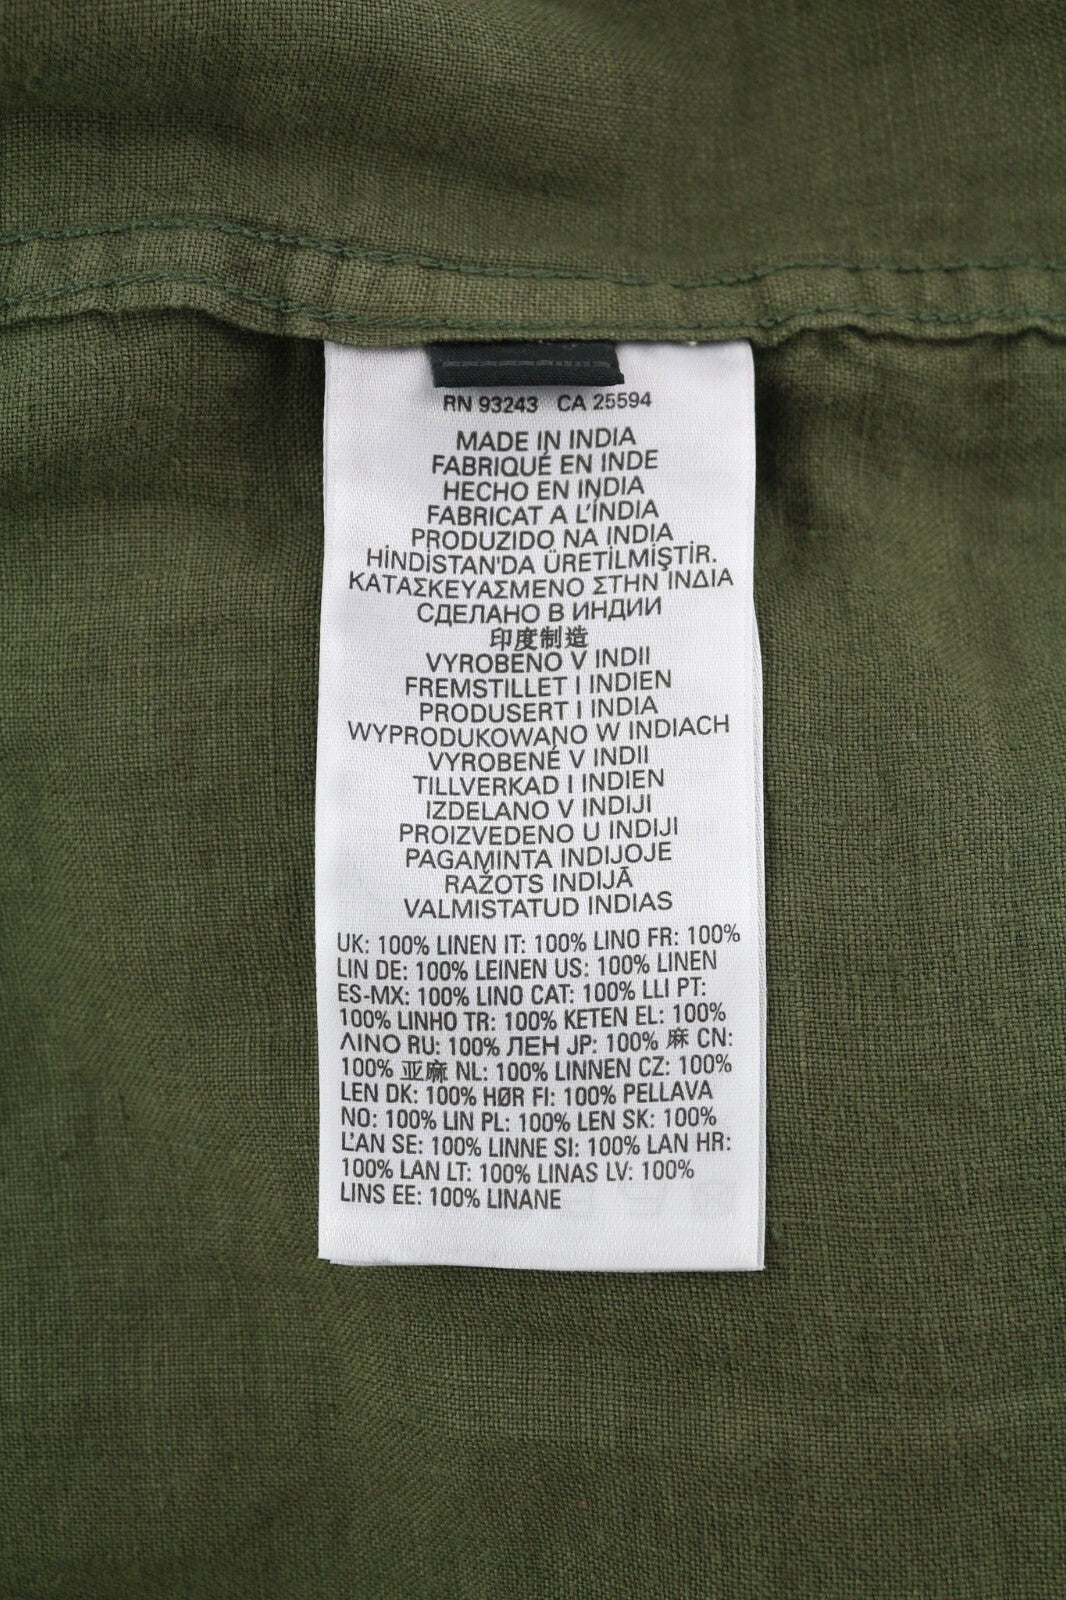 RN 93243 CA 25594
MADE IN INDIA
FABRIQUÉ EN INDE
HECHO EN INDIA
FABRICAT A L'ÍNDIA
PRODUZIDO NA INDIA
HİNDİSTAN'DA ÜRETİLMİŞTİR.
ΚΑΤΑΣΚΕΥΑΣΜΕΝΟ ΣΤΗΝ ΙΝΔΙΑ
СДЕЛАНО В ИНДИИ
印度制造
VYROBENO V INDII
FREMSTILLET I INDIEN
PRODUSERT I INDIA
WYPRODUKOWANO W INDIACH
VYROBENÉ V INDII
TILLVERKAD I INDIEN
IZDELANO V INDIJI
PROIZVEDENO U INDIJI
PAGAMINTA INDIJOJE
RAŽOTS INDIJĀ
VALMISTATUD INDIAS
UK: 100% LINEN IT: 100% LINO FR: 100%
LIN DE: 100% LEINEN US: 100% LINEN
ES-MX: 100% LINO CAT: 100% LLI PT:
100% LINHO TR: 100% KETEN EL: 100%
ΛΙΝΟ RU: 100% ЛЕН JP: 100% 麻 CN:
100% 亚麻 NL: 100% LINNEN CZ: 100%
LEN DK: 100% HØR FI: 100% PELLAVA
NO: 100% LIN PL: 100% LEN SK: 100%
ĽAN SE: 100% LINNE SI: 100% LAN HR:
100% LAN LT: 100% LINAS LV: 100%
LINS EE: 100% LINANE